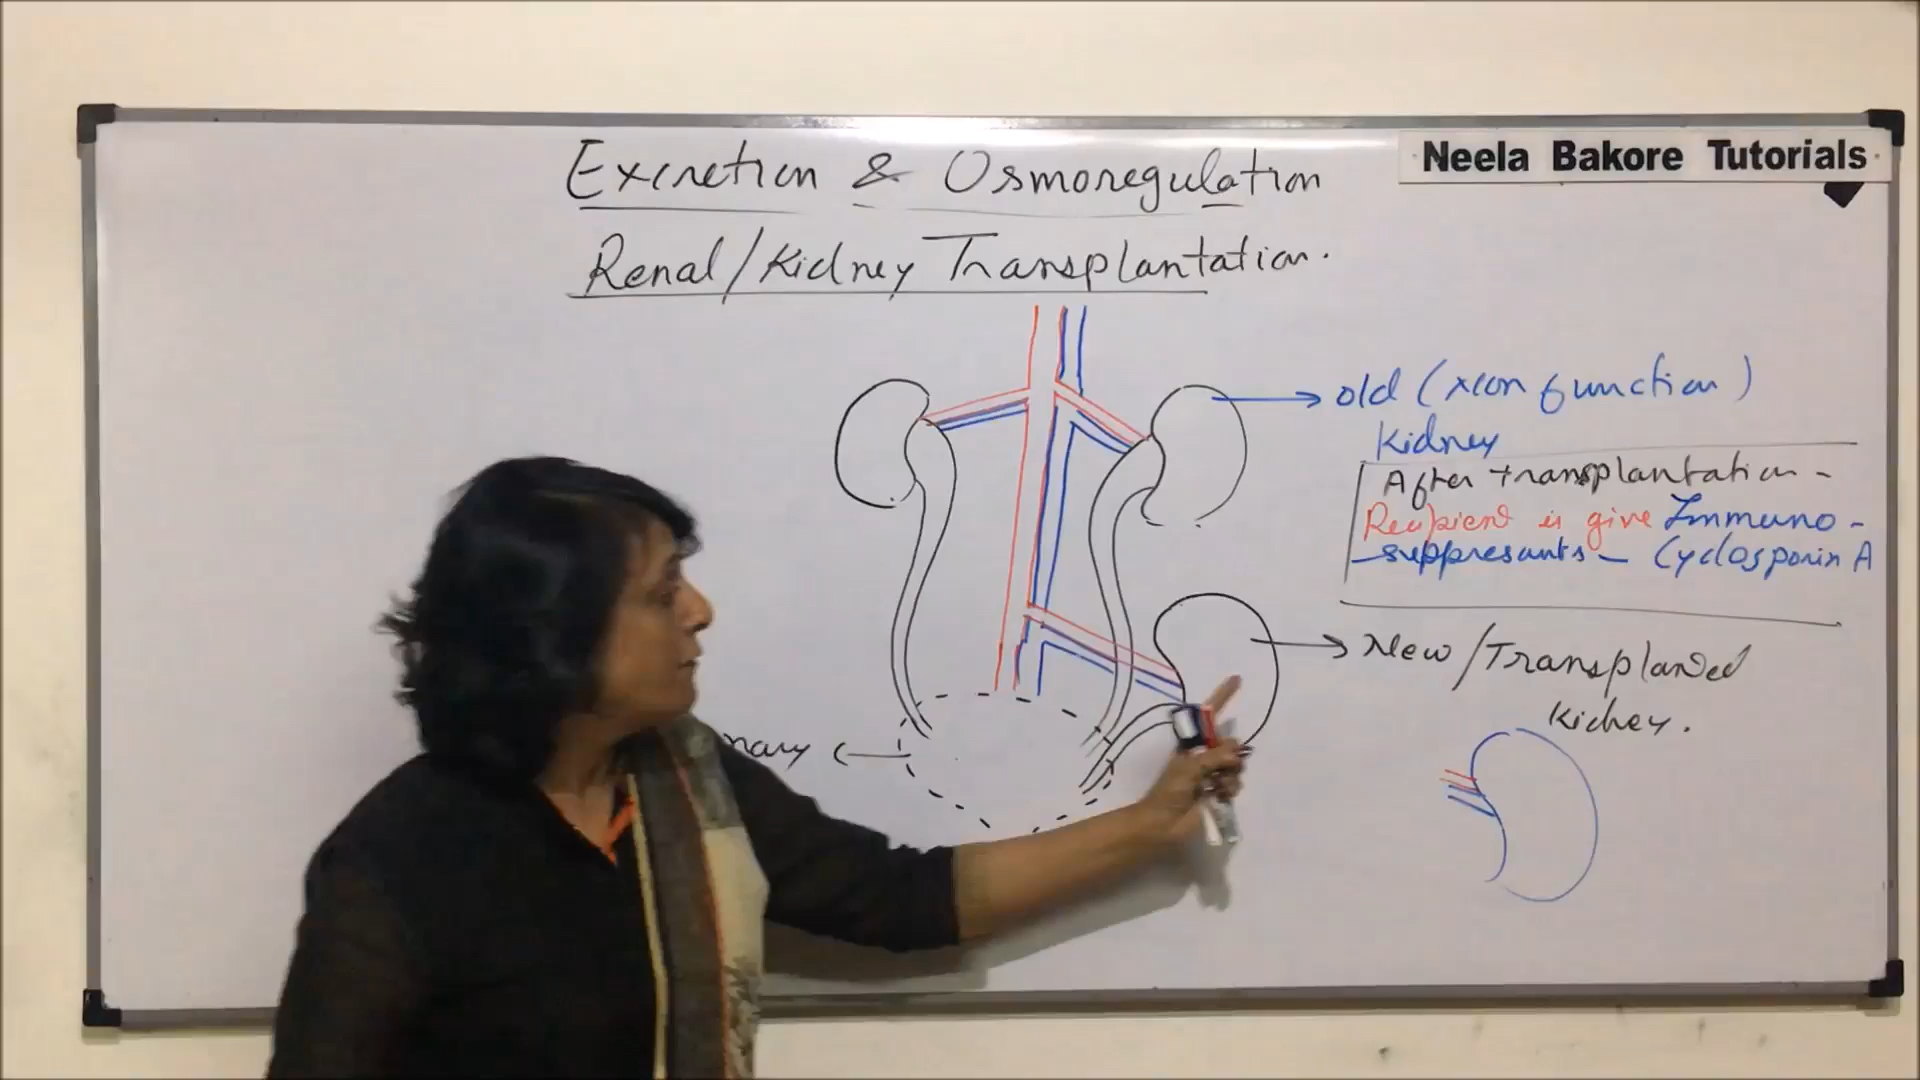 Neela Bakore Tutorials
Excretion & Osmoregulation
Renal/Kidney Transplantation.
old (non function)
Kidney
After transplantation -
Recipient is give Immuno -
suppresants - Cyclosporin A
New/Transplanted
Kidney.